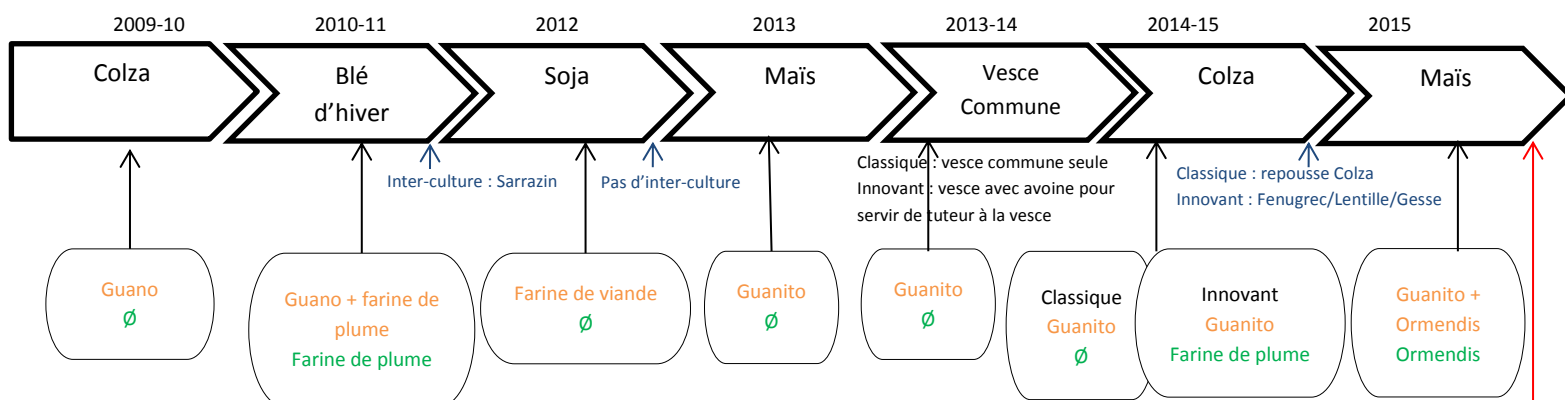 2009-10
2010-11
2012
2013
2013-14
2014-15
2015
Colza
Blé
d’hiver
Soja
Maïs
Vesce
Commune
Colza
Maïs
Inter-culture : Sarrazin
Pas d’inter-culture
Classique : vesce commune seule
Innovant : vesce avec avoine pour
servir de tuteur à la vesce
Classique : repousse Colza
Innovant : Fenugrec/Lentille/Gesse
Guano
Ø
Guano + farine de
plume
Farine de plume
Farine de viande
Ø
Guanito
Ø
Guanito
Ø
Classique
Guanito
Ø
Innovant
Guanito
Farine de plume
Guanito +
Ormendis
Ormendis